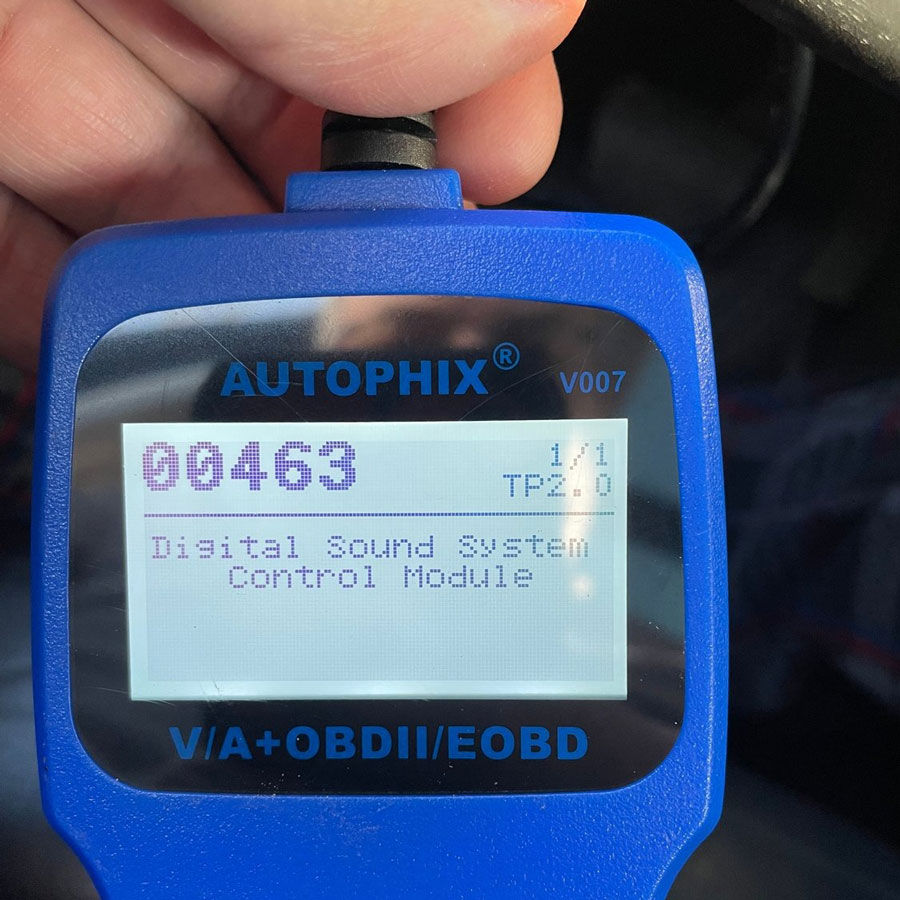 AUTOPHIX® V007
00463 1/1
TP2.0
Digital Sound System
Control Module
V/A+OBDII/EOBD